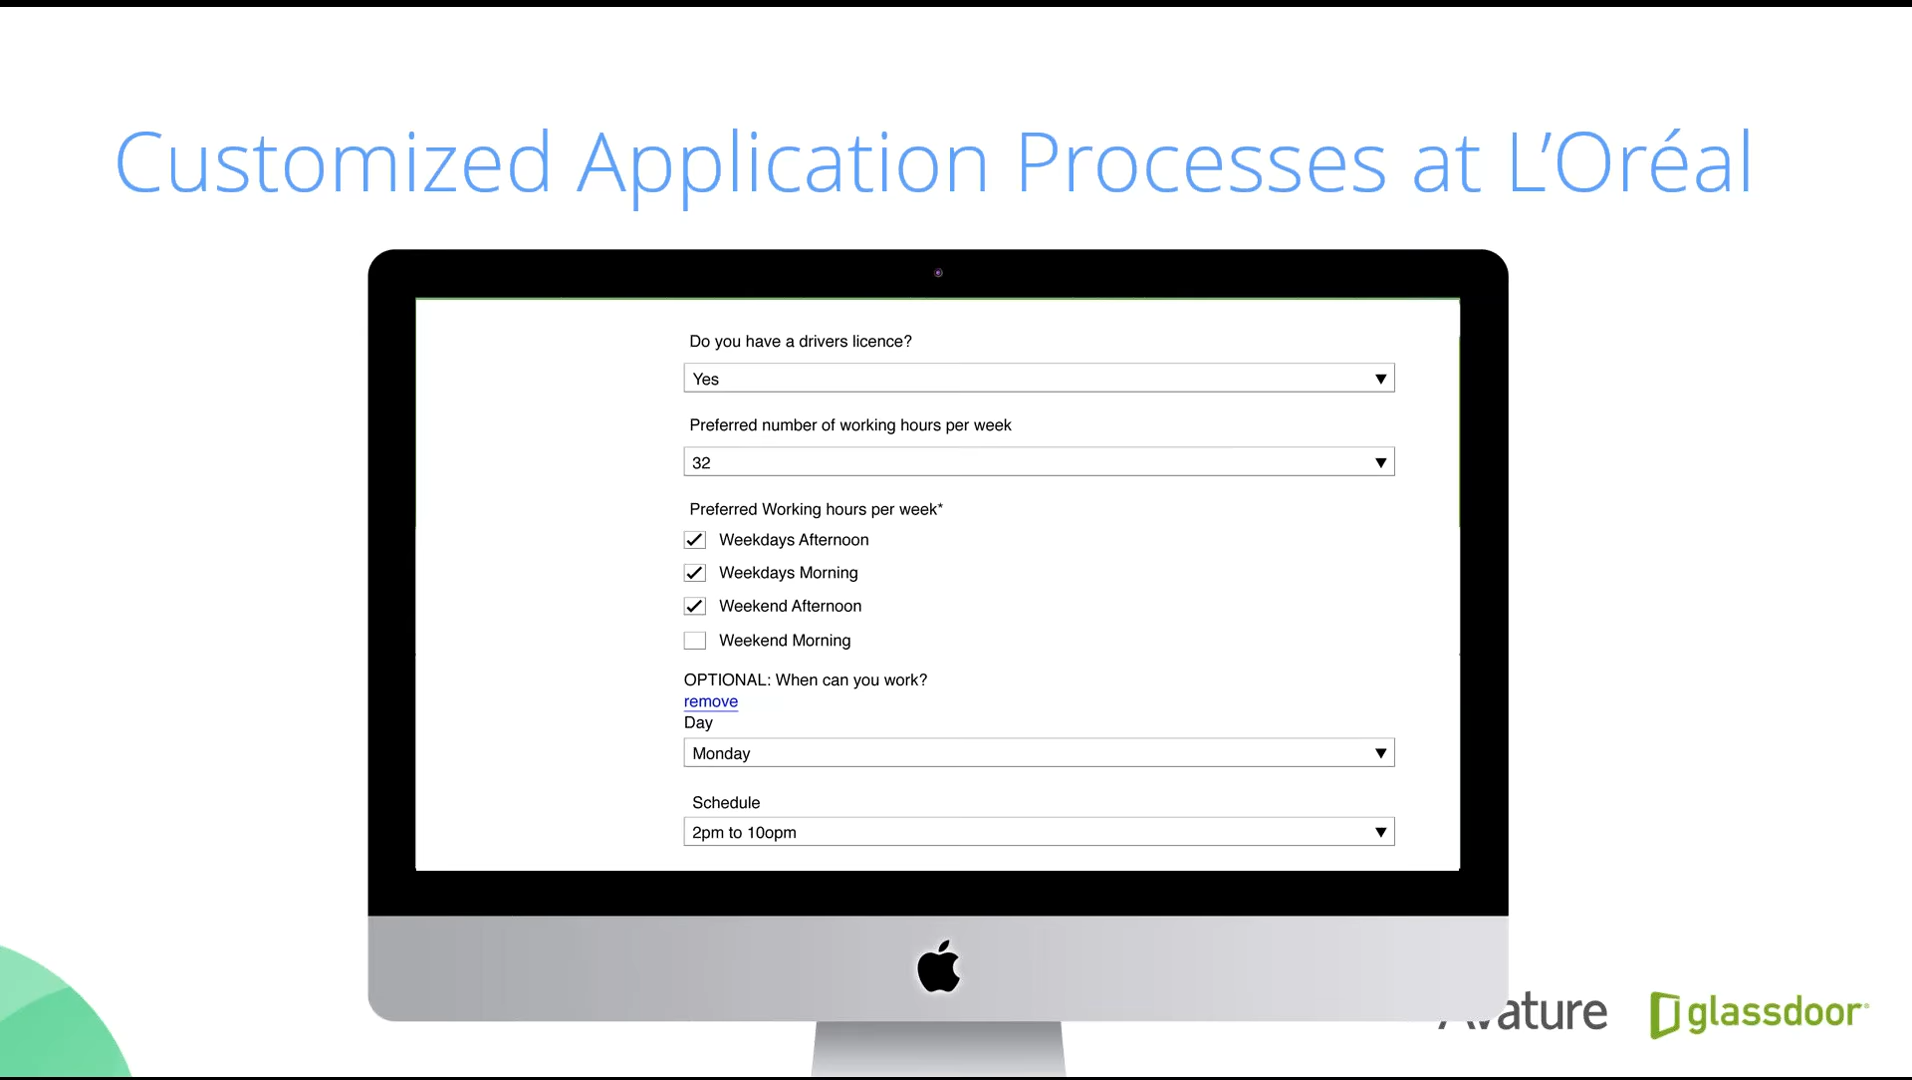 Customized Application Processes at L’Oréal
Do you have a drivers licence?
Yes
Preferred number of working hours per week
32
Preferred Working hours per week*
Weekdays Afternoon
Weekdays Morning
Weekend Afternoon
Weekend Morning
OPTIONAL: When can you work?
remove
Day
Monday
Schedule
2pm to 10opm
Avature
glassdoor